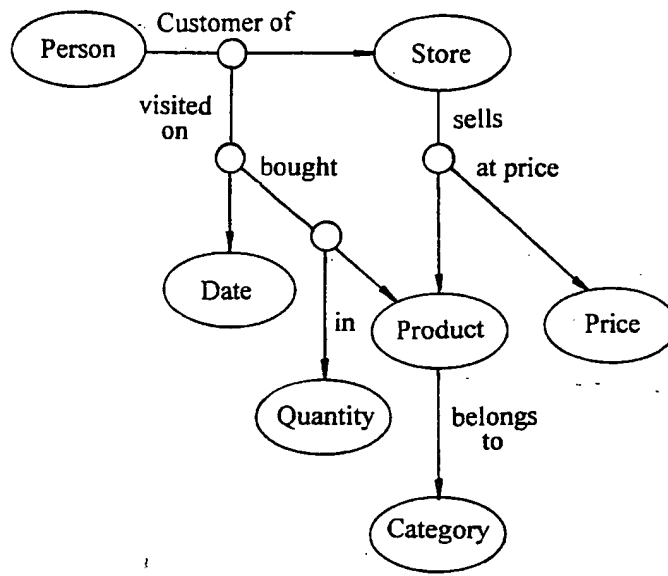 Customer of
Person
Store
visited
on
sells
bought
at price
Date
in
Product
Price
Quantity
belongs
to
Category